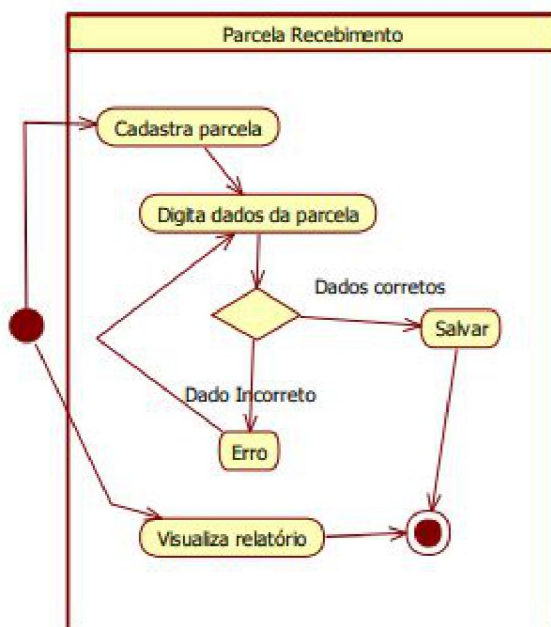 Parcela Recebimento
Cadastra parcela
Digita dados da parcela
Dados corretos
Salvar
Dado Incorreto
Erro
Visualiza relatório